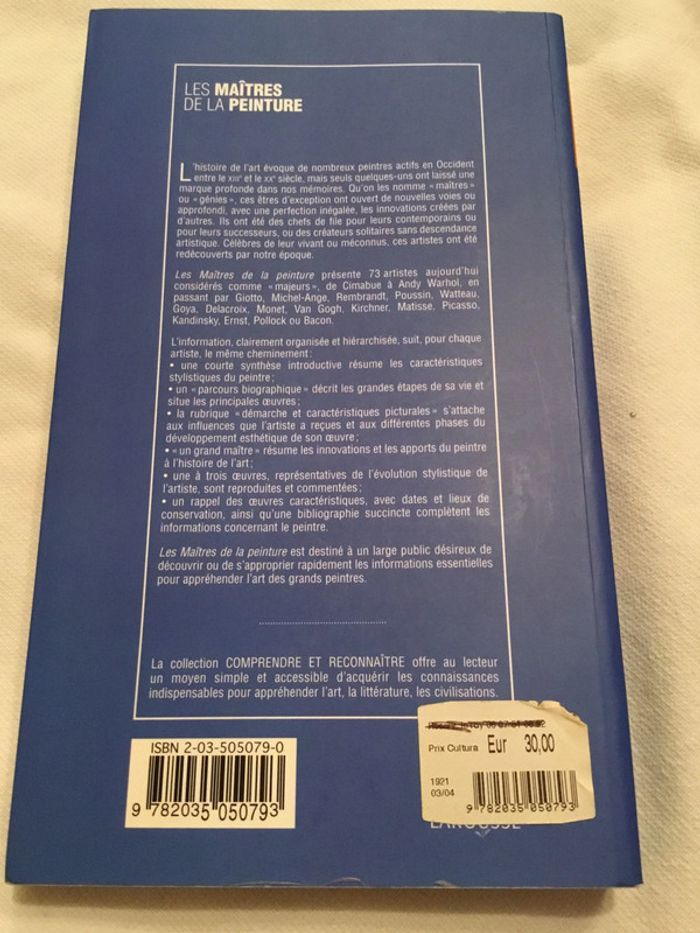 LES MAÎTRES
DE LA PEINTURE
L'histoire de l'art évoque de nombreux peintres actifs en Occident
entre le XIIIe et le XXe siècle, mais seuls quelques-uns ont laissé une
marque profonde dans nos mémoires. Qu'on les nomme « maîtres »
ou « génies », ces êtres d'exception ont ouvert de nouvelles voies ou
approfondi, avec une perfection inégalée, les innovations créées par
d'autres. Ils ont été des chefs de file pour leurs contemporains ou
pour leurs successeurs, ou des créateurs solitaires sans descendance
artistique. Célèbres de leur vivant ou méconnus, ces artistes ont été
redécouverts par notre époque.
Les Maîtres de la peinture présente 73 artistes aujourd'hui
considérés comme « majeurs », de Cimabue à Andy Warhol, en
passant par Giotto, Michel-Ange, Rembrandt, Poussin, Watteau,
Goya, Delacroix, Monet, Van Gogh, Kirchner, Matisse, Picasso,
Kandinsky, Ernst, Pollock ou Bacon.
L'information, clairement organisée et hiérarchisée, suit, pour chaque
artiste, le même cheminement :
• une courte synthèse introductive résume les caractéristiques
stylistiques du peintre ;
• un « parcours biographique » décrit les grandes étapes de sa vie et
situe les principales œuvres ;
• la rubrique « démarche et caractéristiques picturales » s'attache
aux influences que l'artiste a reçues et aux différentes phases du
développement esthétique de son œuvre ;
• « un grand maître » résume les innovations et les apports du peintre
à l'histoire de l'art ;
• une à trois œuvres, représentatives de l'évolution stylistique de
l'artiste, sont reproduites et commentées ;
• un rappel des œuvres caractéristiques, avec dates et lieux de
conservation, ainsi qu'une bibliographie succincte complètent les
informations concernant le peintre.
Les Maîtres de la peinture est destiné à un large public désireux de
découvrir ou de s'approprier rapidement les informations essentielles
pour appréhender l'art des grands peintres.
La collection COMPRENDRE ET RECONNAÎTRE offre au lecteur
un moyen simple et accessible d'acquérir les connaissances
indispensables pour appréhender l'art, la littérature, les civilisations.
ISBN 2-03-505079-0
9 782035 050793
Prix Cultura Eur 30,00
1921
03/04
9 782035 050793
LAROUSSE